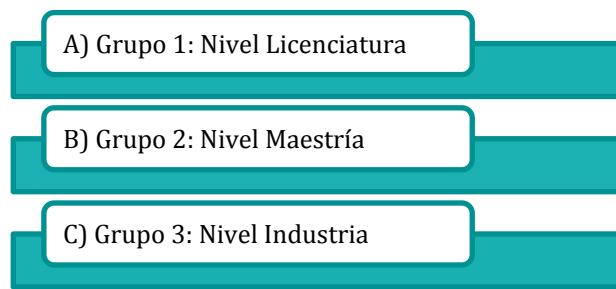 A) Grupo 1: Nivel Licenciatura
B) Grupo 2: Nivel Maestría
C) Grupo 3: Nivel Industria